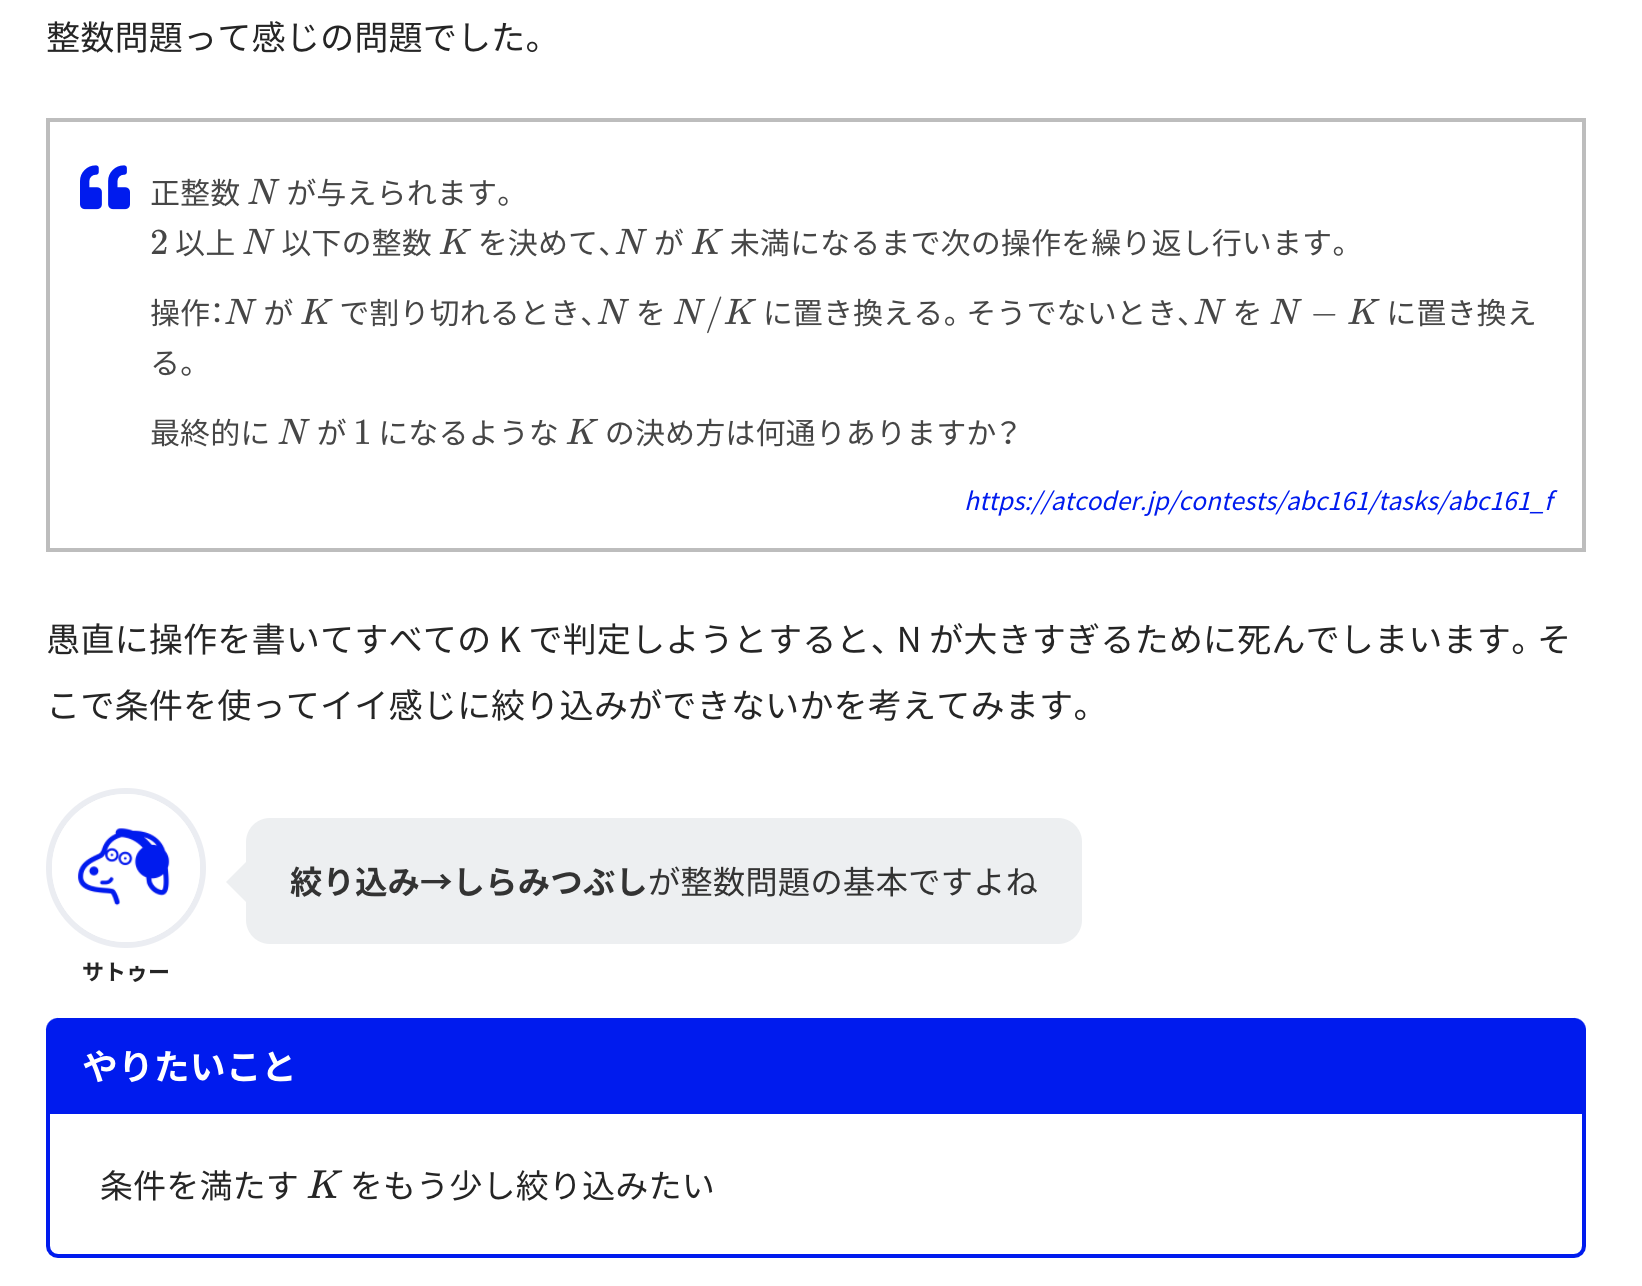 整数問題って感じの問題でした。
正整数 N が与えられます。
2 以上 N 以下の整数 K を決めて、N が K 未満になるまで次の操作を繰り返し行います。
操作：N が K で割り切れるとき、N を N/K に置き換える。そうでないとき、N を N − K に置き換え
る。
最終的に N が 1 になるような K の決め方は何通りありますか？
https://atcoder.jp/contests/abc161/tasks/abc161_f
愚直に操作を書いてすべての K で判定しようとすると、N が大きすぎるために死んでしまいます。そ
こで条件を使ってイイ感じに絞り込みができないかを考えてみます。
絞り込み→しらみつぶしが整数問題の基本ですよね
サトゥー
やりたいこと
条件を満たす K をもう少し絞り込みたい